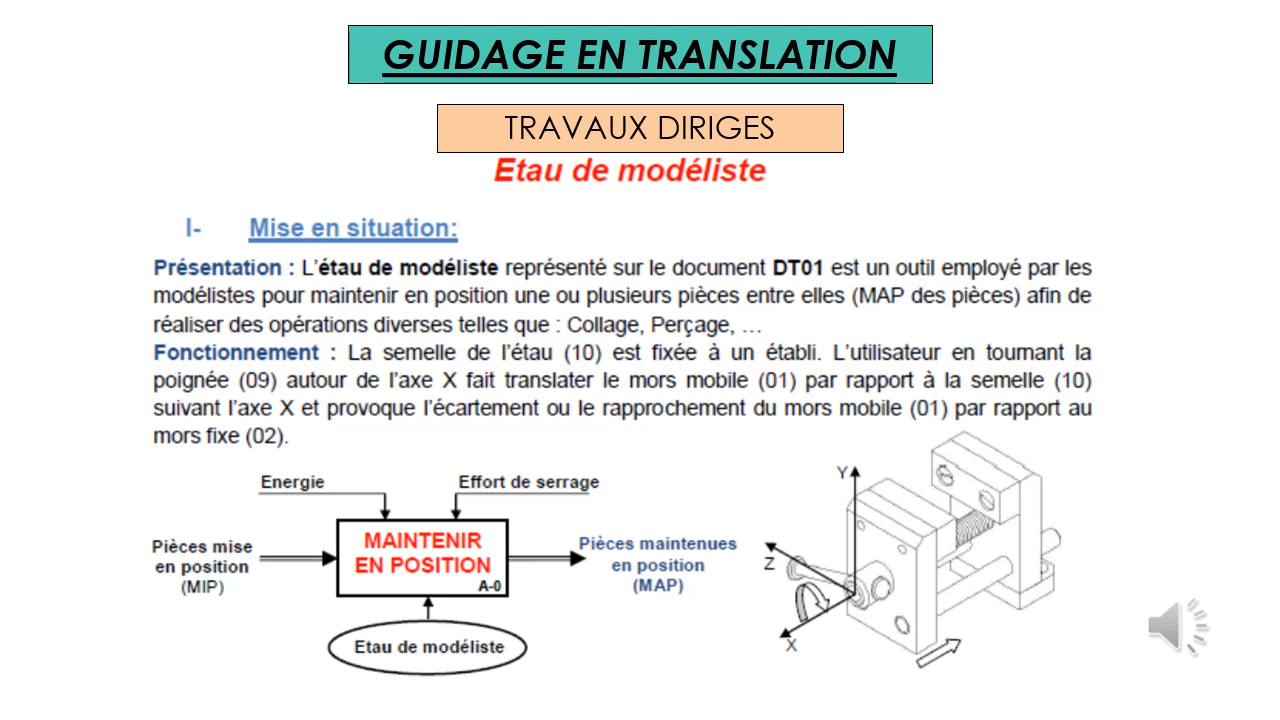 GUIDAGE EN TRANSLATION
TRAVAUX DIRIGES
Etau de modéliste
I- Mise en situation:
Présentation : L'étau de modéliste représenté sur le document DT01 est un outil employé par les
modélistes pour maintenir en position une ou plusieurs pièces entre elles (MAP des pièces) afin de
réaliser des opérations diverses telles que : Collage, Perçage, …
Fonctionnement : La semelle de l'étau (10) est fixée à un établi. L'utilisateur en tournant la
poignée (09) autour de l'axe X fait translater le mors mobile (01) par rapport à la semelle (10)
suivant l'axe X et provoque l'écartement ou le rapprochement du mors mobile (01) par rapport au
mors fixe (02).
Energie
Effort de serrage
Pièces mise
en position
(MIP)
MAINTENIR
EN POSITION
A-0
Pièces maintenues
en position
(MAP)
Etau de modéliste
Y
Z
X